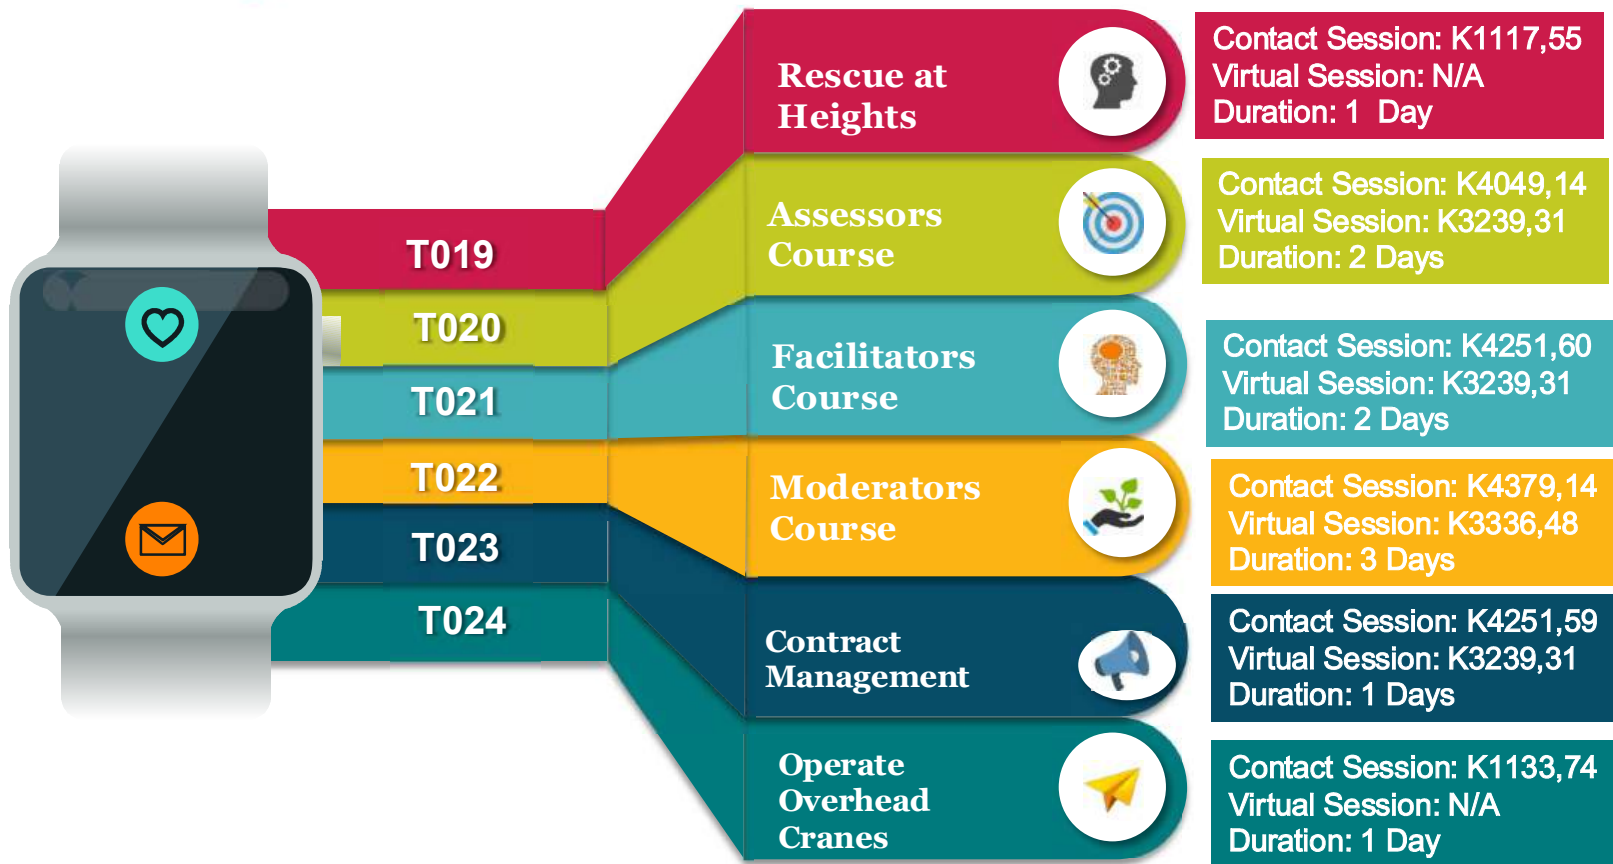 T019
Rescue at
Heights
Contact Session: K1117,55
Virtual Session: N/A
Duration: 1  Day
T020
Assessors
Course
Contact Session: K4049,14
Virtual Session: K3239,31
Duration: 2 Days
T021
Facilitators
Course
Contact Session: K4251,60
Virtual Session: K3239,31
Duration: 2 Days
T022
Moderators
Course
Contact Session: K4379,14
Virtual Session: K3336,48
Duration: 3 Days
T023
Contract
Management
Contact Session: K4251,59
Virtual Session: K3239,31
Duration: 1 Days
T024
Operate
Overhead
Cranes
Contact Session: K1133,74
Virtual Session: N/A
Duration: 1 Day